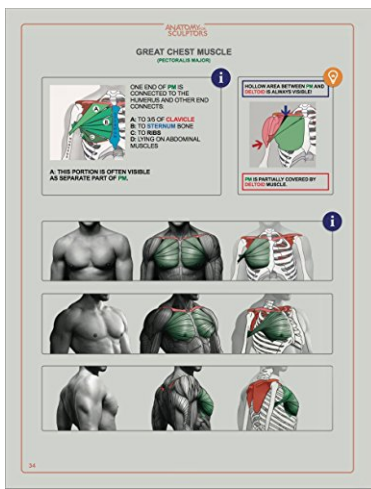 ANATOMY FOR
SCULPTORS
GREAT CHEST MUSCLE
(PECTORALIS MAJOR)
ONE END OF PM IS
CONNECTED TO THE
HUMERUS AND OTHER END
CONNECTS:
A: TO 3/5 OF CLAVICLE
B: TO STERNUM BONE
C: TO RIBS
D: LYING ON ABDOMINAL
MUSCLES
A: THIS PORTION IS OFTEN VISIBLE
AS SEPARATE PART OF PM.
i
HOLLOW AREA BETWEEN PM AND
DELTOID IS ALWAYS VISIBLE!
PM IS PARTIALLY COVERED BY
DELTOID MUSCLE.
i
34